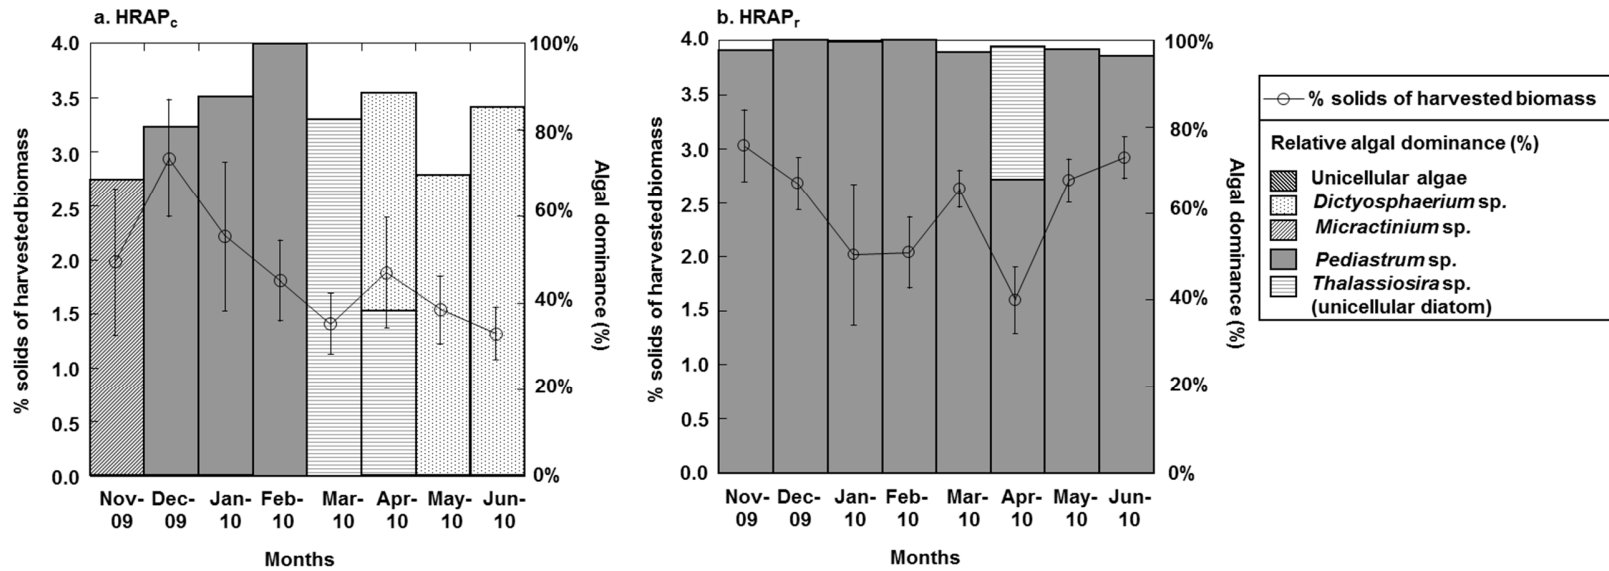 a. HRAPc
4.0
3.5
3.0
2.5
2.0
1.5
1.0
0.5
0.0
% solids of harvested biomass
100%
80%
60%
40%
20%
0%
Algal dominance (%)
Nov-09 Dec-09 Jan-10 Feb-10 Mar-10 Apr-10 May-10 Jun-10
Months
b. HRAPr
4.0
3.5
3.0
2.5
2.0
1.5
1.0
0.5
0.0
% solids of harvested biomass
100%
80%
60%
40%
20%
0%
Algal dominance (%)
Nov-09 Dec-09 Jan-10 Feb-10 Mar-10 Apr-10 May-10 Jun-10
Months
% solids of harvested biomass
Relative algal dominance (%)
Unicellular algae
Dictyosphaerium sp.
Micractinium sp.
Pediastrum sp.
Thalassiosira sp.
(unicellular diatom)